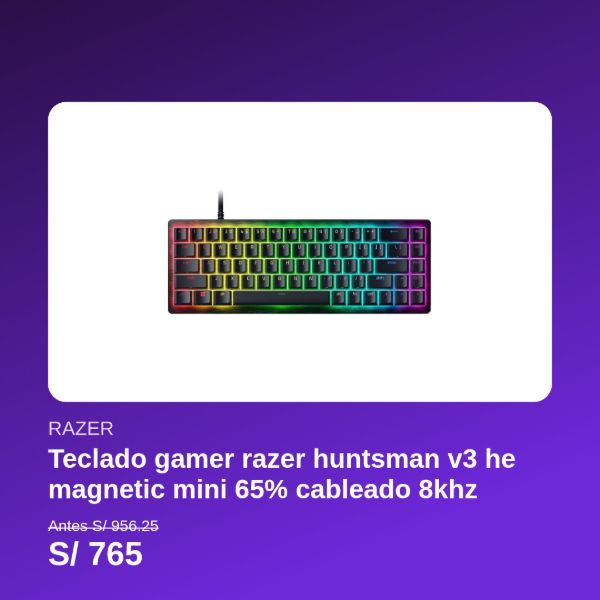 RAZER
Teclado gamer razer huntsman v3 he
magnetic mini 65% cableado 8khz
Antes S/ 956.25
S/ 765